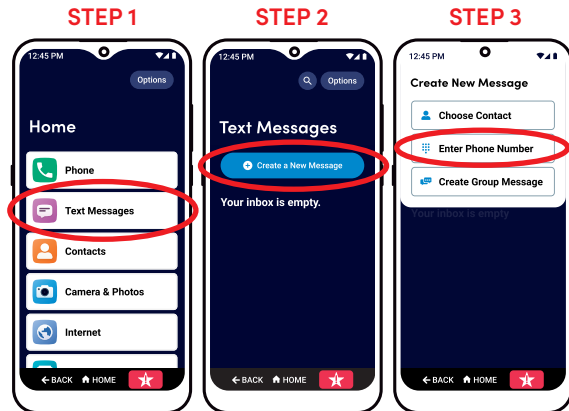 STEP 1
12:45 PM
Options
Home
Phone
Text Messages
Contacts
Camera & Photos
Internet
BACK HOME
STEP 2
12:45 PM
Options
Text Messages
Create a New Message
Your inbox is empty.
BACK HOME
STEP 3
12:45 PM
Create New Message
Choose Contact
Enter Phone Number
Create Group Message
Your inbox is empty
BACK HOME